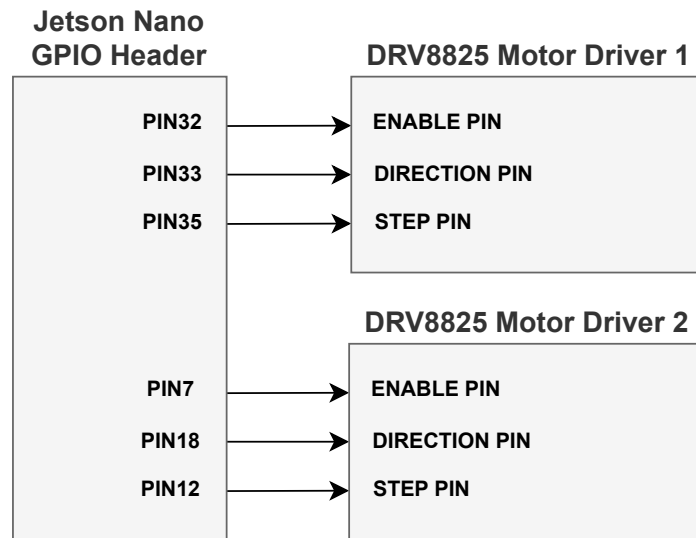 Jetson Nano
GPIO Header
DRV8825 Motor Driver 1
PIN32
ENABLE PIN
PIN33
DIRECTION PIN
PIN35
STEP PIN
DRV8825 Motor Driver 2
PIN7
ENABLE PIN
PIN18
DIRECTION PIN
PIN12
STEP PIN